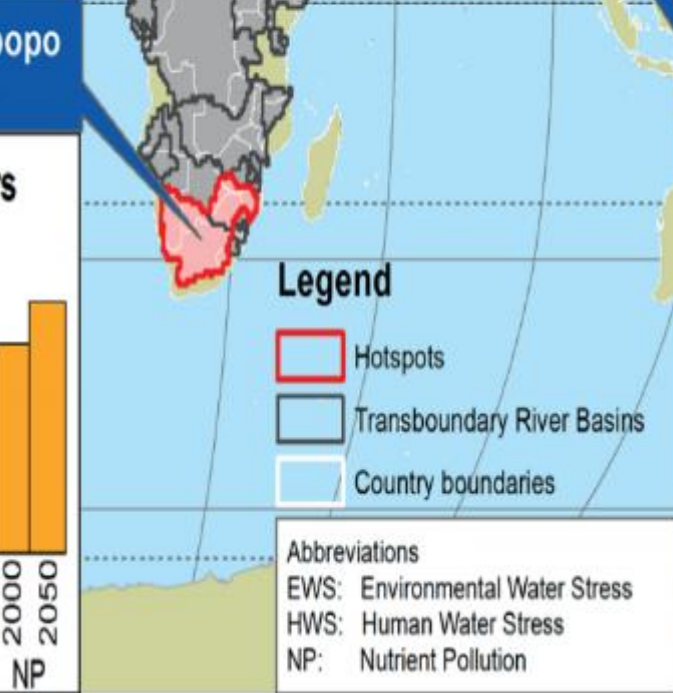 Legend
Hotspots
Transboundary River Basins
Country boundaries
Abbreviations
EWS: Environmental Water Stress
HWS: Human Water Stress
NP: Nutrient Pollution
2000
2050
NP